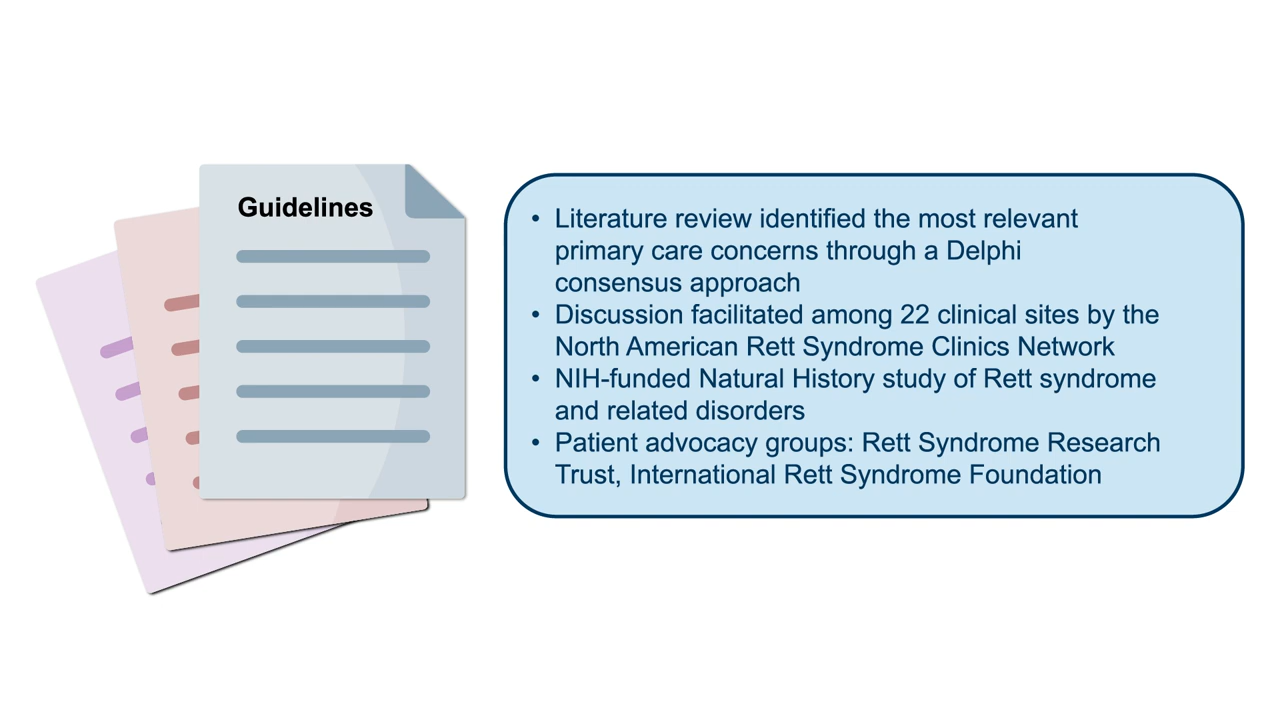 Guidelines
• Literature review identified the most relevant
primary care concerns through a Delphi
consensus approach
• Discussion facilitated among 22 clinical sites by the
North American Rett Syndrome Clinics Network
• NIH-funded Natural History study of Rett syndrome
and related disorders
• Patient advocacy groups: Rett Syndrome Research
Trust, International Rett Syndrome Foundation